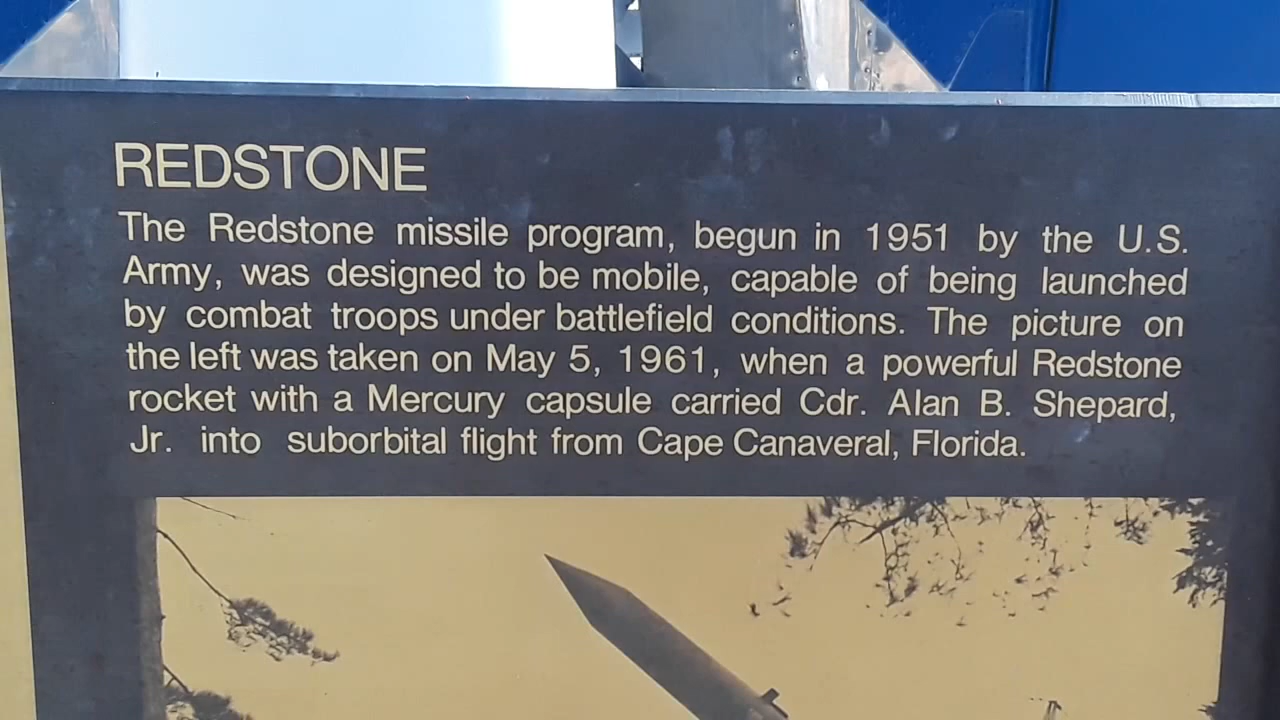 REDSTONE
The Redstone missile program, begun in 1951 by the U.S.
Army, was designed to be mobile, capable of being launched
by combat troops under battlefield conditions. The picture on
the left was taken on May 5, 1961, when a powerful Redstone
rocket with a Mercury capsule carried Cdr. Alan B. Shepard,
Jr. into suborbital flight from Cape Canaveral, Florida.